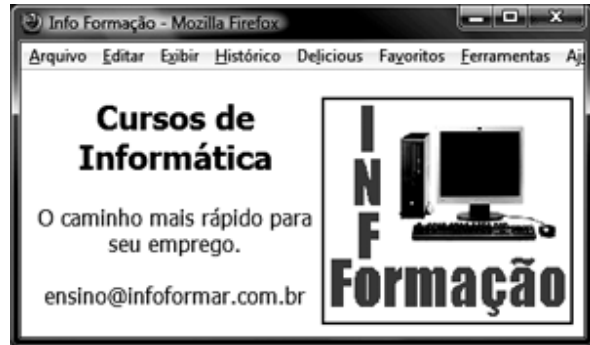 Info Formação - Mozilla Firefox
Arquivo Editar Exibir Histórico Delicious Favoritos Ferramentas
Cursos de
Informática
O caminho mais rápido para
seu emprego.
ensino@infoformar.com.br
INF
Formação